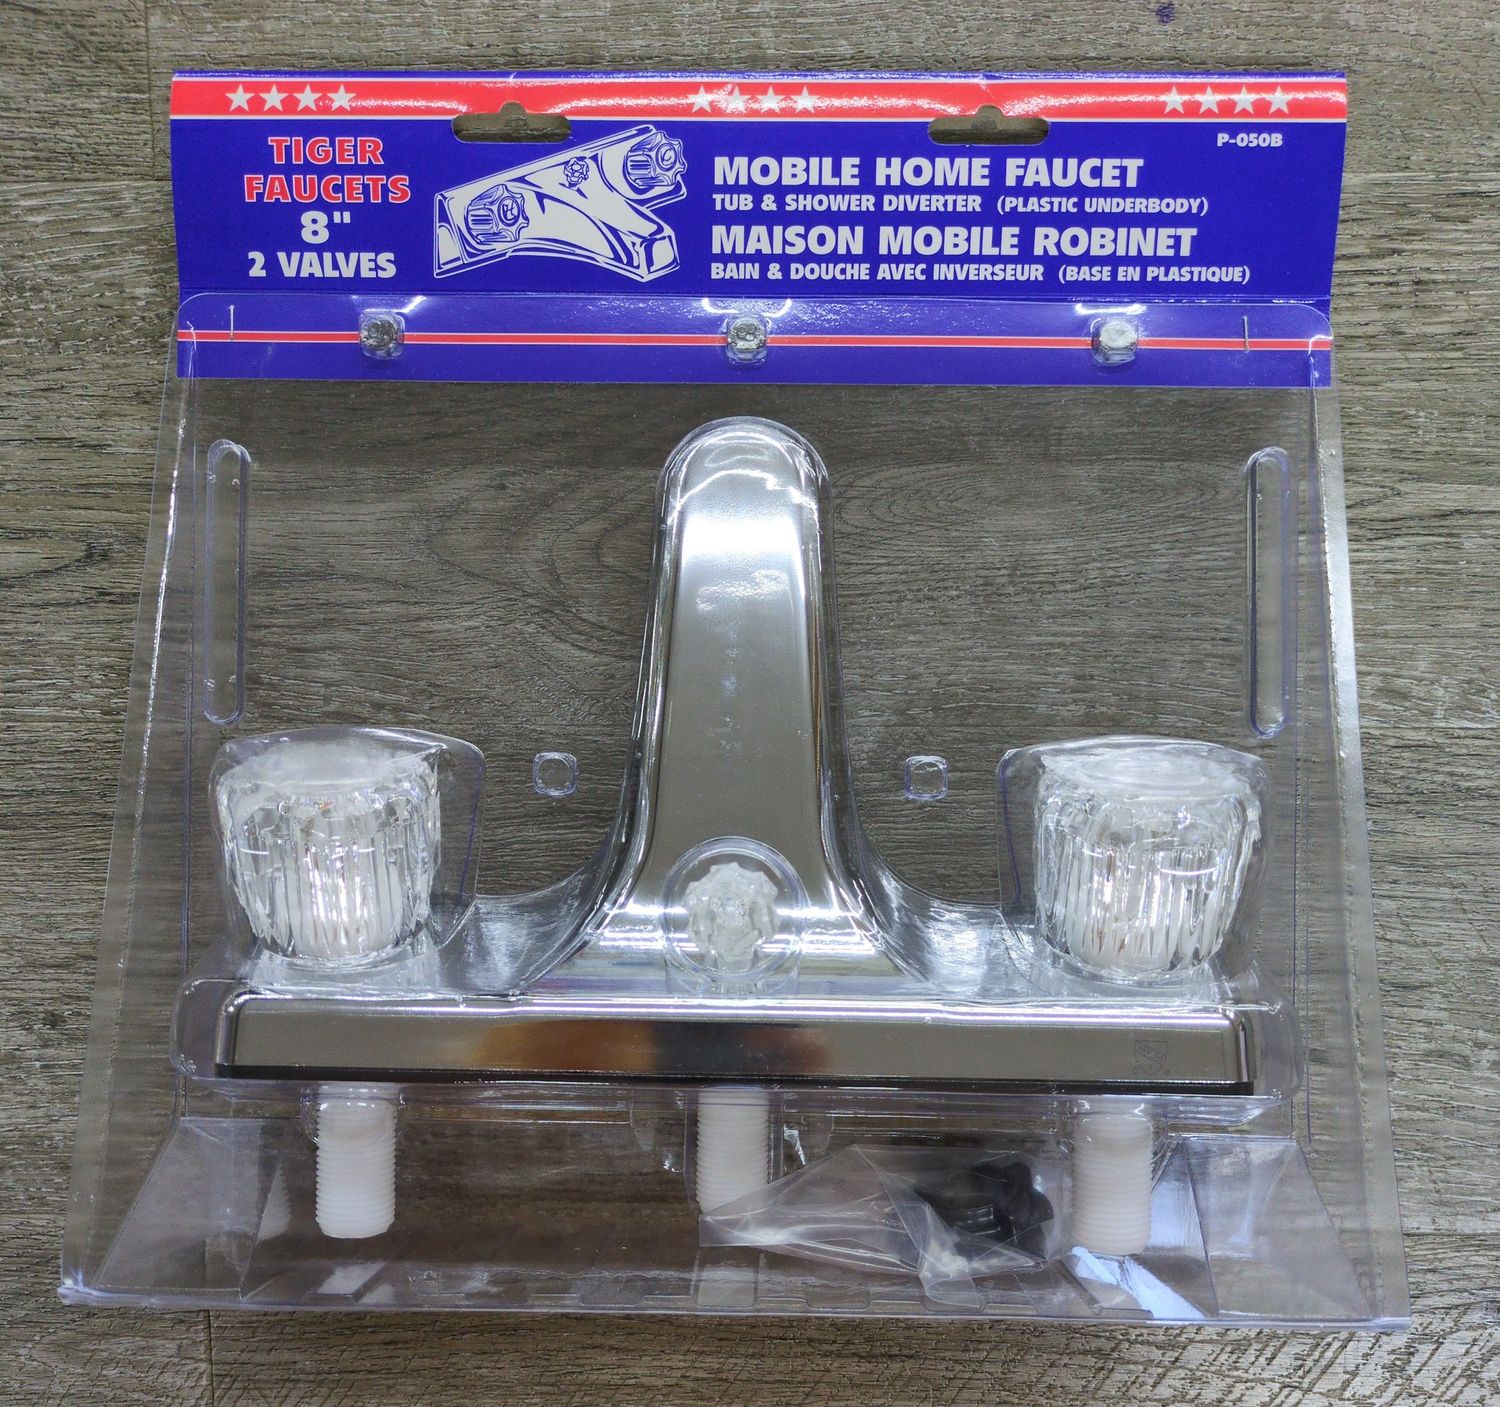 TIGER
FAUCETS
8"
2 VALVES
P-050B
MOBILE HOME FAUCET
TUB & SHOWER DIVERTER (PLASTIC UNDERBODY)
MAISON MOBILE ROBINET
BAIN & DOUCHE AVEC INVERSEUR (BASE EN PLASTIQUE)